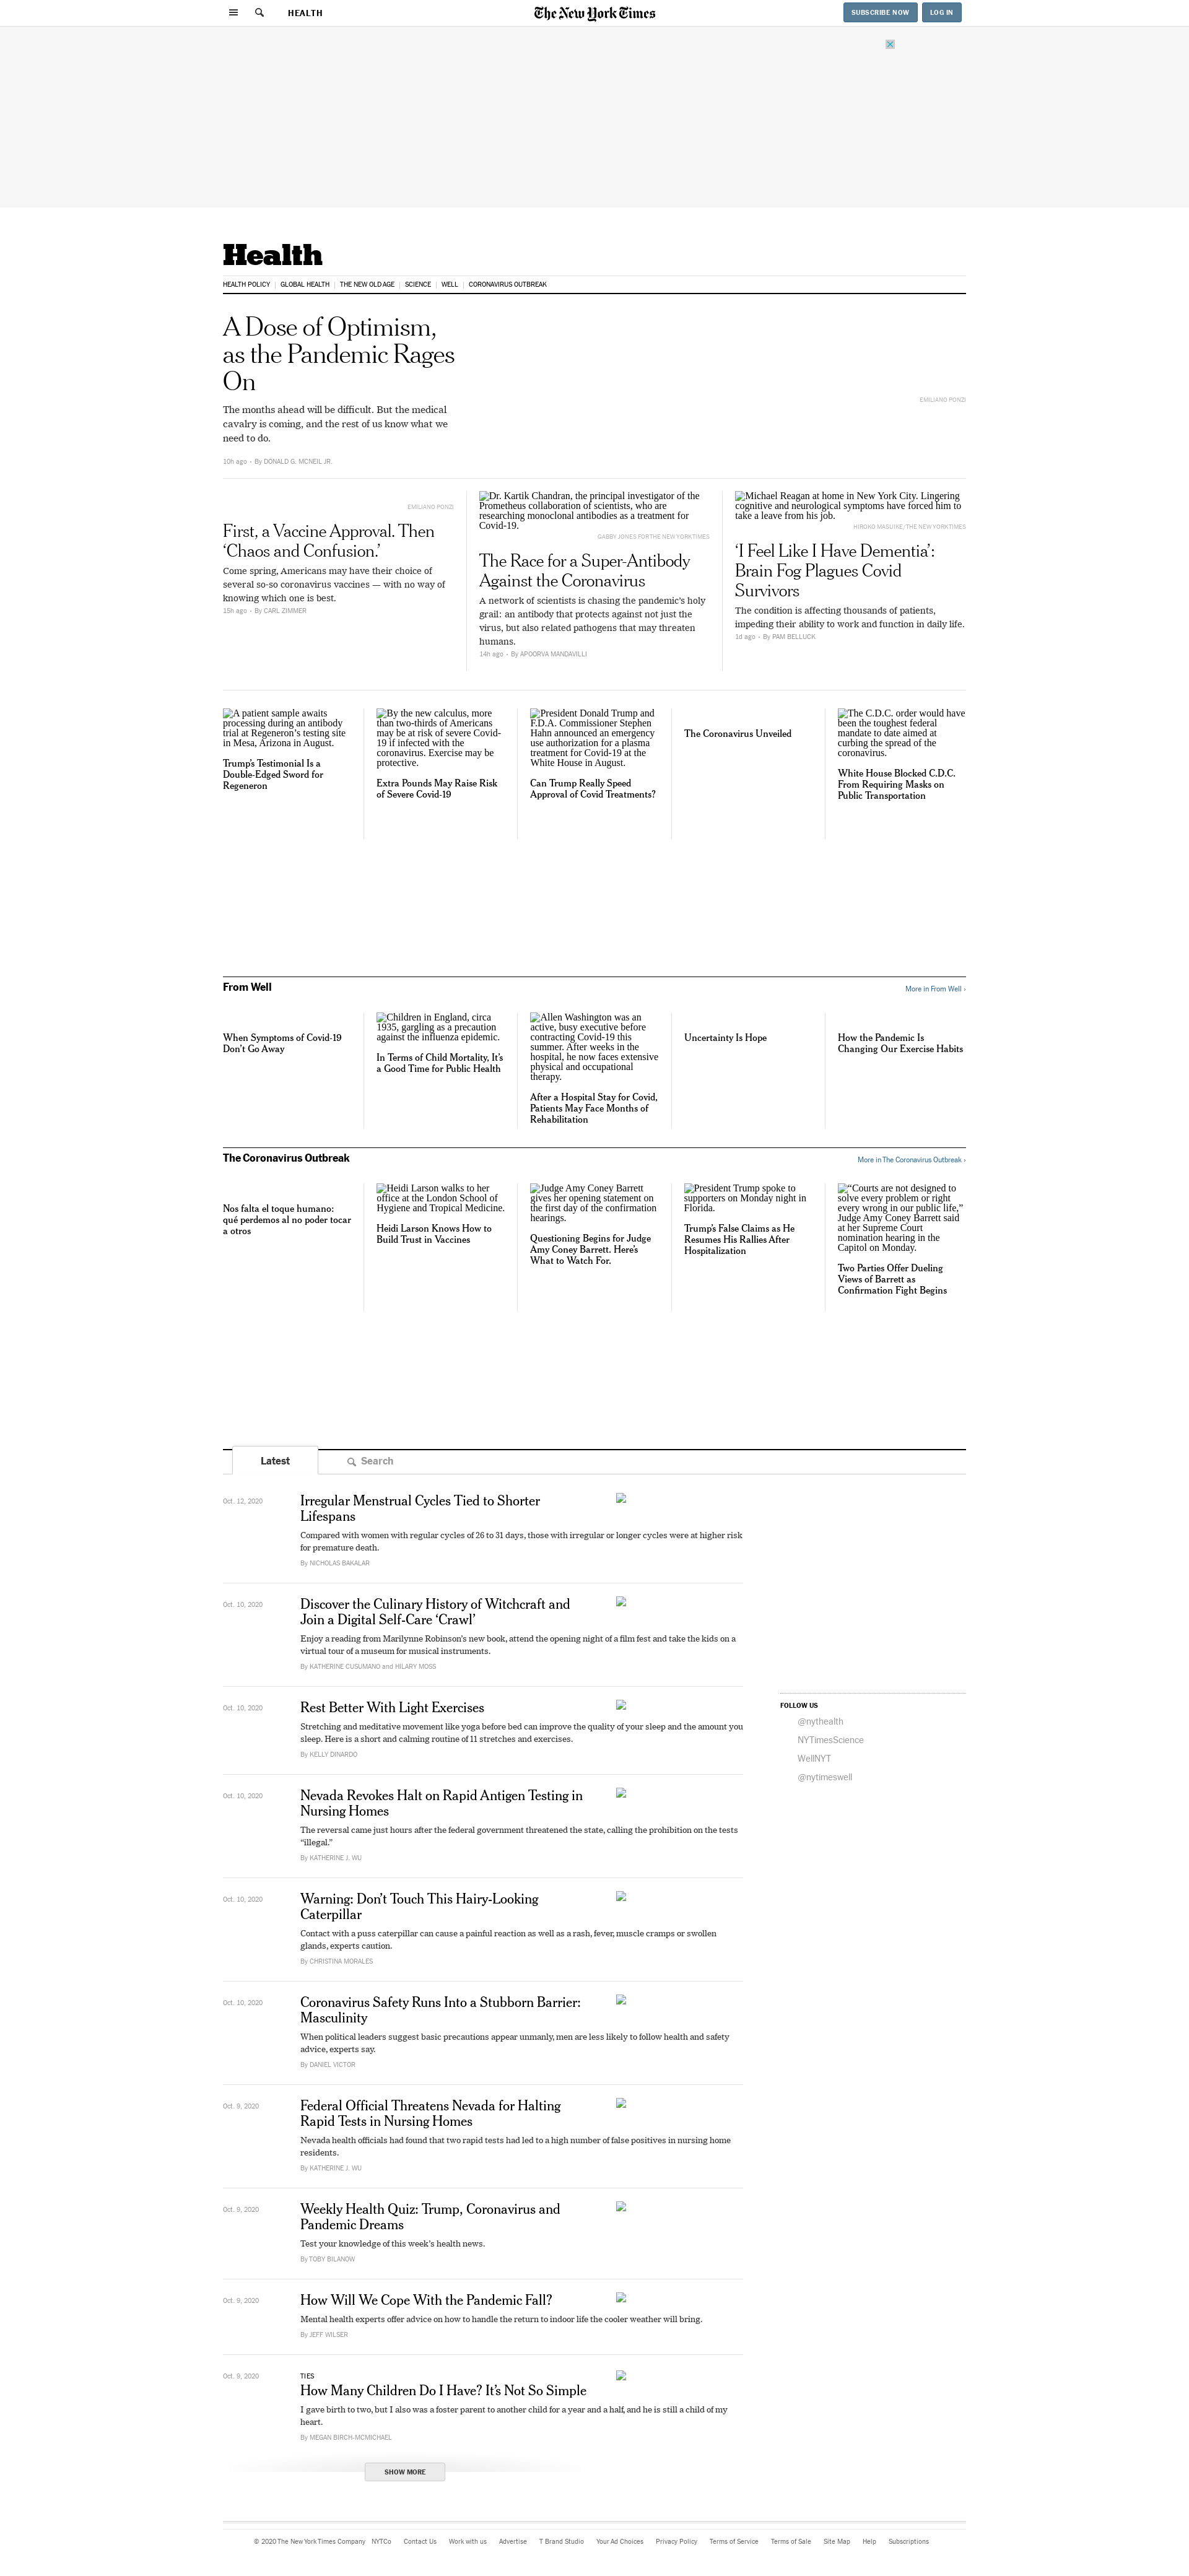 HEALTH
The New York Times
SUBSCRIBE NOW
LOG IN
Health
HEALTH POLICY
GLOBAL HEALTH
THE NEW OLD AGE
SCIENCE
WELL
CORONAVIRUS OUTBREAK
A Dose of Optimism,
as the Pandemic Rages
On
The months ahead will be difficult. But the medical
cavalry is coming, and the rest of us know what we
need to do.
10h ago • By DONALD G. MCNEIL JR.
EMILIANO PONZI
EMILIANO PONZI
First, a Vaccine Approval. Then
‘Chaos and Confusion.’
Come spring, Americans may have their choice of
several so-so coronavirus vaccines — with no way of
knowing which one is best.
15h ago • By CARL ZIMMER
Dr. Kartik Chandran, the principal investigator of the
Prometheus collaboration of scientists, who are
researching monoclonal antibodies as a treatment for
Covid-19.
GABBY JONES FOR THE NEW YORK TIMES
The Race for a Super-Antibody
Against the Coronavirus
A network of scientists is chasing the pandemic’s holy
grail: an antibody that protects against not just the
virus, but also related pathogens that may threaten
humans.
14h ago • By APOORVA MANDAVILLI
Michael Reagan at home in New York City. Lingering
cognitive and neurological symptoms have forced him to
take a leave from his job.
HIROKO MASUIKE/THE NEW YORK TIMES
‘I Feel Like I Have Dementia’:
Brain Fog Plagues Covid
Survivors
The condition is affecting thousands of patients,
impeding their ability to work and function in daily life.
1d ago • By PAM BELLUCK
A patient sample awaits
processing during an antibody
trial at Regeneron’s testing site
in Mesa, Arizona in August.
Trump’s Testimonial Is a
Double-Edged Sword for
Regeneron
By the new calculus, more
than two-thirds of Americans
may be at risk of severe Covid-
19 if infected with the
coronavirus. Exercise may be
protective.
Extra Pounds May Raise Risk
of Severe Covid-19
President Donald Trump and
F.D.A. Commissioner Stephen
Hahn announced an emergency
use authorization for a plasma
treatment for Covid-19 at the
White House in August.
Can Trump Really Speed
Approval of Covid Treatments?
The Coronavirus Unveiled
The C.D.C. order would have
been the toughest federal
mandate to date aimed at
curbing the spread of the
coronavirus.
White House Blocked C.D.C.
From Requiring Masks on
Public Transportation
From Well
More in From Well ›
When Symptoms of Covid-19
Don’t Go Away
Children in England, circa
1935, gargling as a precaution
against the influenza epidemic.
In Terms of Child Mortality, It’s
a Good Time for Public Health
Allen Washington was an
active, busy executive before
contracting Covid-19 this
summer. After weeks in the
hospital, he now faces extensive
physical and occupational
therapy.
After a Hospital Stay for Covid,
Patients May Face Months of
Rehabilitation
Uncertainty Is Hope
How the Pandemic Is
Changing Our Exercise Habits
The Coronavirus Outbreak
More in The Coronavirus Outbreak ›
Nos falta el toque humano:
qué perdemos al no poder tocar
a otros
Heidi Larson walks to her
office at the London School of
Hygiene and Tropical Medicine.
Heidi Larson Knows How to
Build Trust in Vaccines
Judge Amy Coney Barrett
gives her opening statement on
the first day of the confirmation
hearings.
Questioning Begins for Judge
Amy Coney Barrett. Here’s
What to Watch For.
President Trump spoke to
supporters on Monday night in
Florida.
Trump’s False Claims as He
Resumes His Rallies After
Hospitalization
“Courts are not designed to
solve every problem or right
every wrong in our public life,”
Judge Amy Coney Barrett said
at her Supreme Court
nomination hearing in the
Capitol on Monday.
Two Parties Offer Dueling
Views of Barrett as
Confirmation Fight Begins
Latest
Search
Oct. 12, 2020
Irregular Menstrual Cycles Tied to Shorter
Lifespans
Compared with women with regular cycles of 26 to 31 days, those with irregular or longer cycles were at higher risk
for premature death.
By NICHOLAS BAKALAR
Oct. 10, 2020
Discover the Culinary History of Witchcraft and
Join a Digital Self-Care ‘Crawl’
Enjoy a reading from Marilynne Robinson’s new book, attend the opening night of a film fest and take the kids on a
virtual tour of a museum for musical instruments.
By KATHERINE CUSUMANO and HILARY MOSS
Oct. 10, 2020
Rest Better With Light Exercises
Stretching and meditative movement like yoga before bed can improve the quality of your sleep and the amount you
sleep. Here is a short and calming routine of 11 stretches and exercises.
By KELLY DINARDO
FOLLOW US
@nythealth
NYTimesScience
WellNYT
@nytimeswell
Oct. 10, 2020
Nevada Revokes Halt on Rapid Antigen Testing in
Nursing Homes
The reversal came just hours after the federal government threatened the state, calling the prohibition on the tests
“illegal.”
By KATHERINE J. WU
Oct. 10, 2020
Warning: Don’t Touch This Hairy-Looking
Caterpillar
Contact with a puss caterpillar can cause a painful reaction as well as a rash, fever, muscle cramps or swollen
glands, experts caution.
By CHRISTINA MORALES
Oct. 10, 2020
Coronavirus Safety Runs Into a Stubborn Barrier:
Masculinity
When political leaders suggest basic precautions appear unmanly, men are less likely to follow health and safety
advice, experts say.
By DANIEL VICTOR
Oct. 9, 2020
Federal Official Threatens Nevada for Halting
Rapid Tests in Nursing Homes
Nevada health officials had found that two rapid tests had led to a high number of false positives in nursing home
residents.
By KATHERINE J. WU
Oct. 9, 2020
Weekly Health Quiz: Trump, Coronavirus and
Pandemic Dreams
Test your knowledge of this week’s health news.
By TOBY BILANOW
Oct. 9, 2020
How Will We Cope With the Pandemic Fall?
Mental health experts offer advice on how to handle the return to indoor life the cooler weather will bring.
By JEFF WILSER
Oct. 9, 2020
TIES
How Many Children Do I Have? It’s Not So Simple
I gave birth to two, but I also was a foster parent to another child for a year and a half, and he is still a child of my
heart.
By MEGAN BIRCH-MCMICHAEL
SHOW MORE
© 2020 The New York Times Company NYTCo Contact Us Work with us Advertise T Brand Studio Your Ad Choices Privacy Policy Terms of Service Terms of Sale Site Map Help Subscriptions